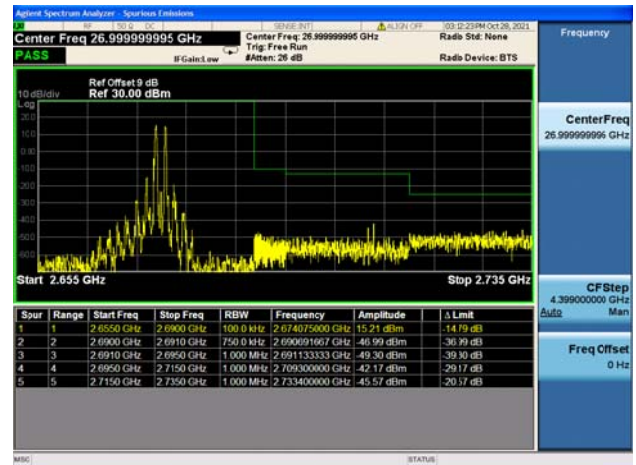 Agilent Spectrum Analyzer - Spurious Emissions
RF 50 Ω DC SENSE:INT ALIGN OFF 03:12:23 PM Oct 28, 2021
Center Freq 26.999999995 GHz Center Freq: 26.999999995 GHz Radio Std: None Frequency
Trig: Free Run
PASS IFGain:Low #Atten: 26 dB Radio Device: BTS
Ref Offset 9 dB
10 dB/div Ref 30.00 dBm
Log
20.0
10.0
0.00
-10.0
-20.0
-30.0
-40.0
-50.0
-60.0
Center Freq
26.999999995 GHz
Start 2.655 GHz Stop 2.735 GHz
CF Step
4.399000000 GHz
Auto Man
Freq Offset
0 Hz
Spur Range Start Freq Stop Freq RBW Frequency Amplitude Δ Limit
1 1 2.6550 GHz 2.6900 GHz 100.0 kHz 2.674075000 GHz 15.21 dBm -14.79 dB
2 2 2.6900 GHz 2.6910 GHz 750.0 kHz 2.690091667 GHz -46.99 dBm -36.99 dB
3 3 2.6910 GHz 2.6950 GHz 1.000 MHz 2.691133333 GHz -49.30 dBm -39.30 dB
4 4 2.6950 GHz 2.7150 GHz 1.000 MHz 2.709300000 GHz -42.17 dBm -29.17 dB
5 5 2.7150 GHz 2.7350 GHz 1.000 MHz 2.733400000 GHz -45.57 dBm -20.57 dB
MSG STATUS